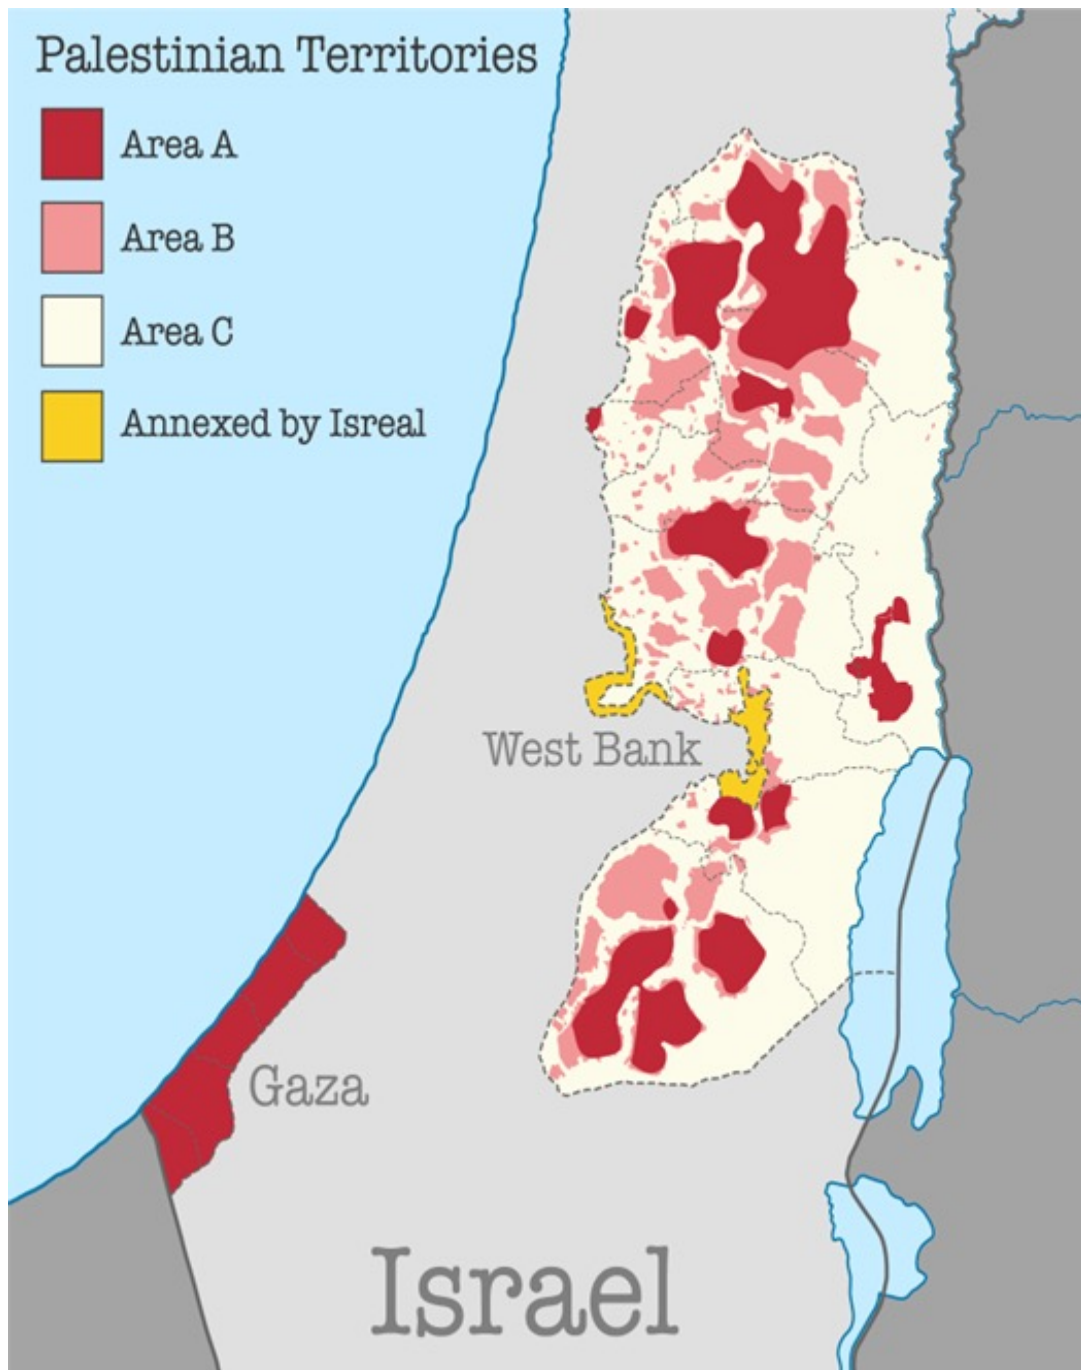 Palestinian Territories
Area A
Area B
Area C
Annexed by Isreal
West Bank
Gaza
Israel